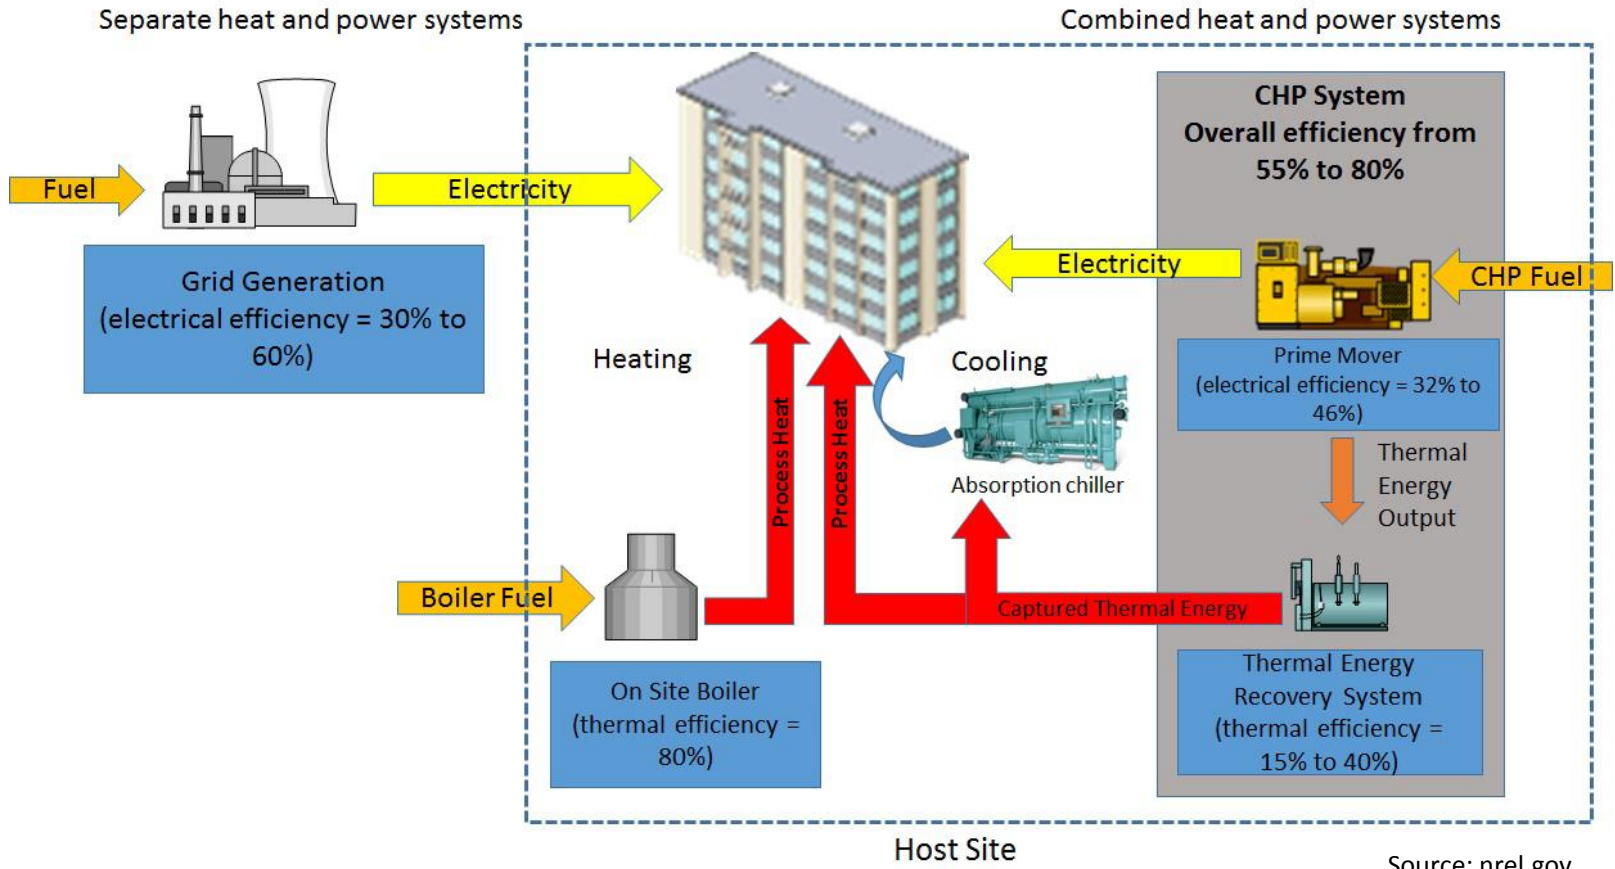 Separate heat and power systems
Combined heat and power systems
CHP System
Overall efficiency from
55% to 80%
Fuel
Electricity
Electricity
CHP Fuel
Grid Generation
(electrical efficiency = 30% to
60%)
Heating
Cooling
Prime Mover
(electrical efficiency = 32% to
46%)
Process Heat
Process Heat
Absorption chiller
Thermal
Energy
Output
Boiler Fuel
Captured Thermal Energy
On Site Boiler
(thermal efficiency =
80%)
Thermal Energy
Recovery System
(thermal efficiency =
15% to 40%)
Host Site
Source: nrel.gov